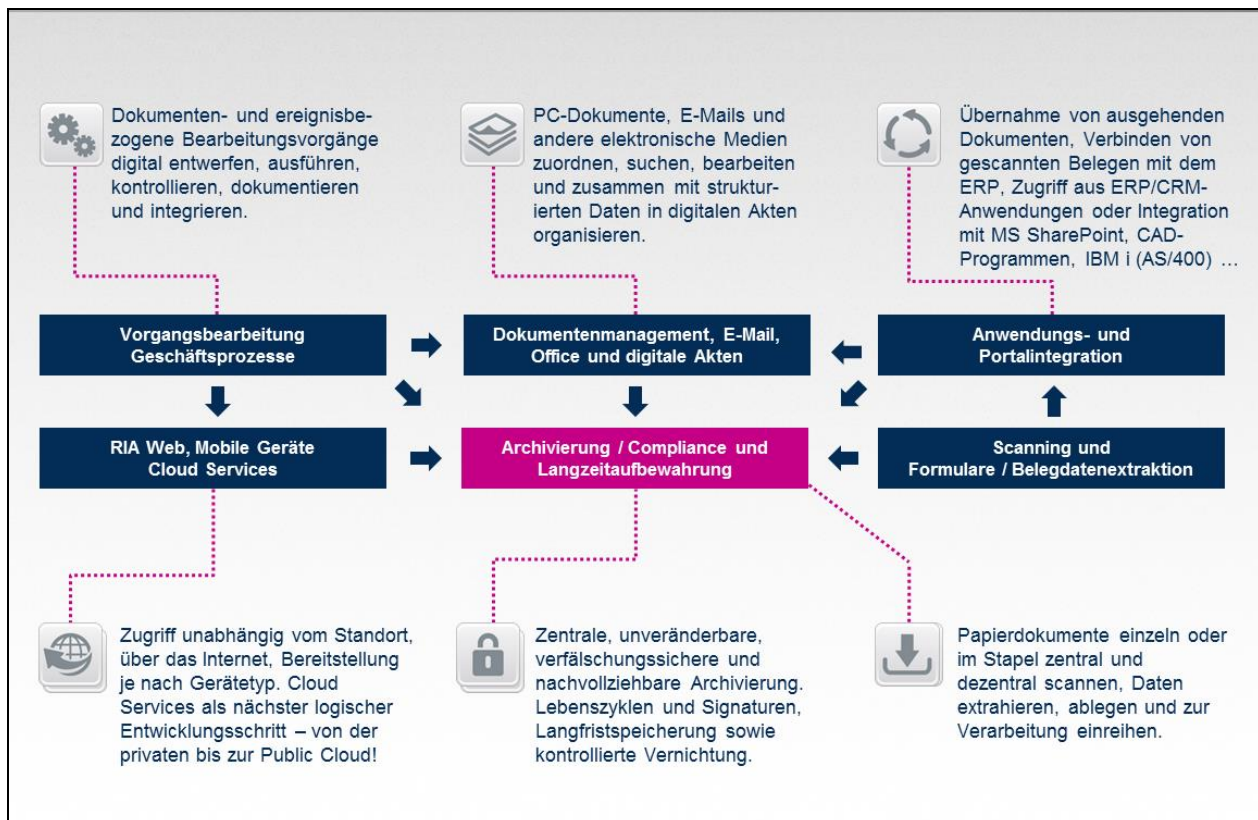 Dokumenten- und ereignisbe-
zogene Bearbeitungsvorgänge
digital entwerfen, ausführen,
kontrollieren, dokumentieren
und integrieren.
PC-Dokumente, E-Mails und
andere elektronische Medien
zuordnen, suchen, bearbeiten
und zusammen mit struktur-
ierten Daten in digitalen Akten
organisieren.
Übernahme von ausgehenden
Dokumenten, Verbinden von
gescannten Belegen mit dem
ERP, Zugriff aus ERP/CRM-
Anwendungen oder Integration
mit MS SharePoint, CAD-
Programmen, IBM i (AS/400) ...
Vorgangsbearbeitung
Geschäftsprozesse
Dokumentenmanagement, E-Mail,
Office und digitale Akten
Anwendungs- und
Portalintegration
RIA Web, Mobile Geräte
Cloud Services
Archivierung / Compliance und
Langzeitaufbewahrung
Scanning und
Formulare / Belegdatenextraktion
Zugriff unabhängig vom Standort,
über das Internet, Bereitstellung
je nach Gerätetyp. Cloud
Services als nächster logischer
Entwicklungsschritt – von der
privaten bis zur Public Cloud!
Zentrale, unveränderbare,
verfälschungssichere und
nachvollziehbare Archivierung.
Lebenszyklen und Signaturen,
Langfristspeicherung sowie
kontrollierte Vernichtung.
Papierdokumente einzeln oder
im Stapel zentral und
dezentral scannen, Daten
extrahieren, ablegen und zur
Verarbeitung einreihen.